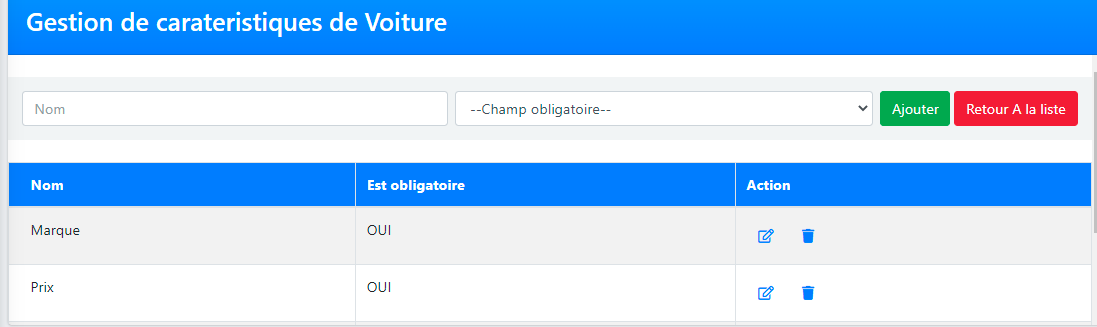 Gestion de carateristiques de Voiture
Nom --Champ obligatoire-- Ajouter Retour A la liste
Nom Est obligatoire Action
Marque OUI
Prix OUI